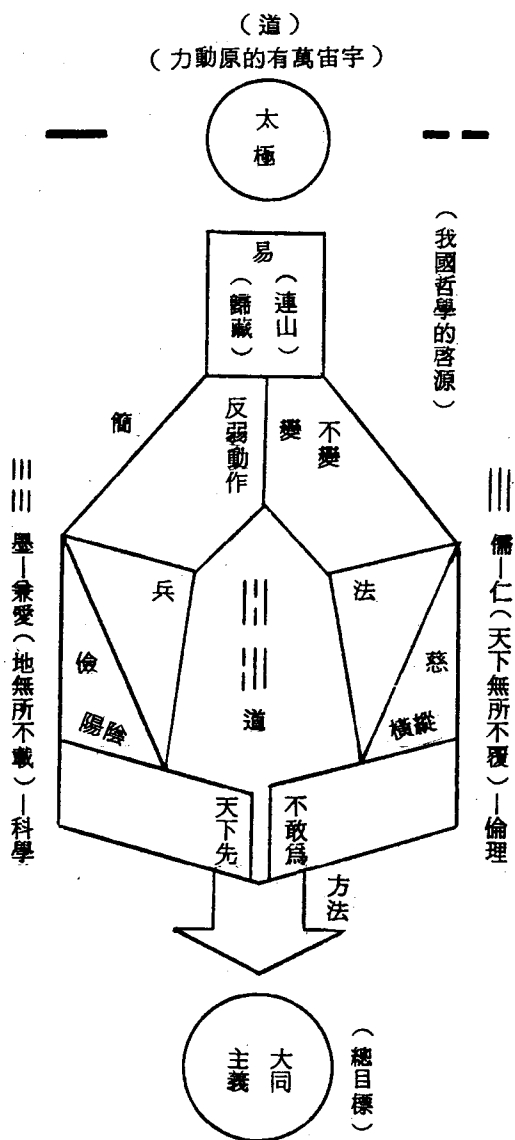 （道）
（宇宙萬有的原動力）
太極
（我國哲學的啓源）
易
（連山）
（歸藏）
不變
變
反弱動作
簡
儒—仁（天下無所不覆）—倫理
法
慈
縱橫
道
兵
儉
陰陽
墨—兼愛（地無所不載）—科學
不敢爲
天下先
方法
（總目標）
大同
主義